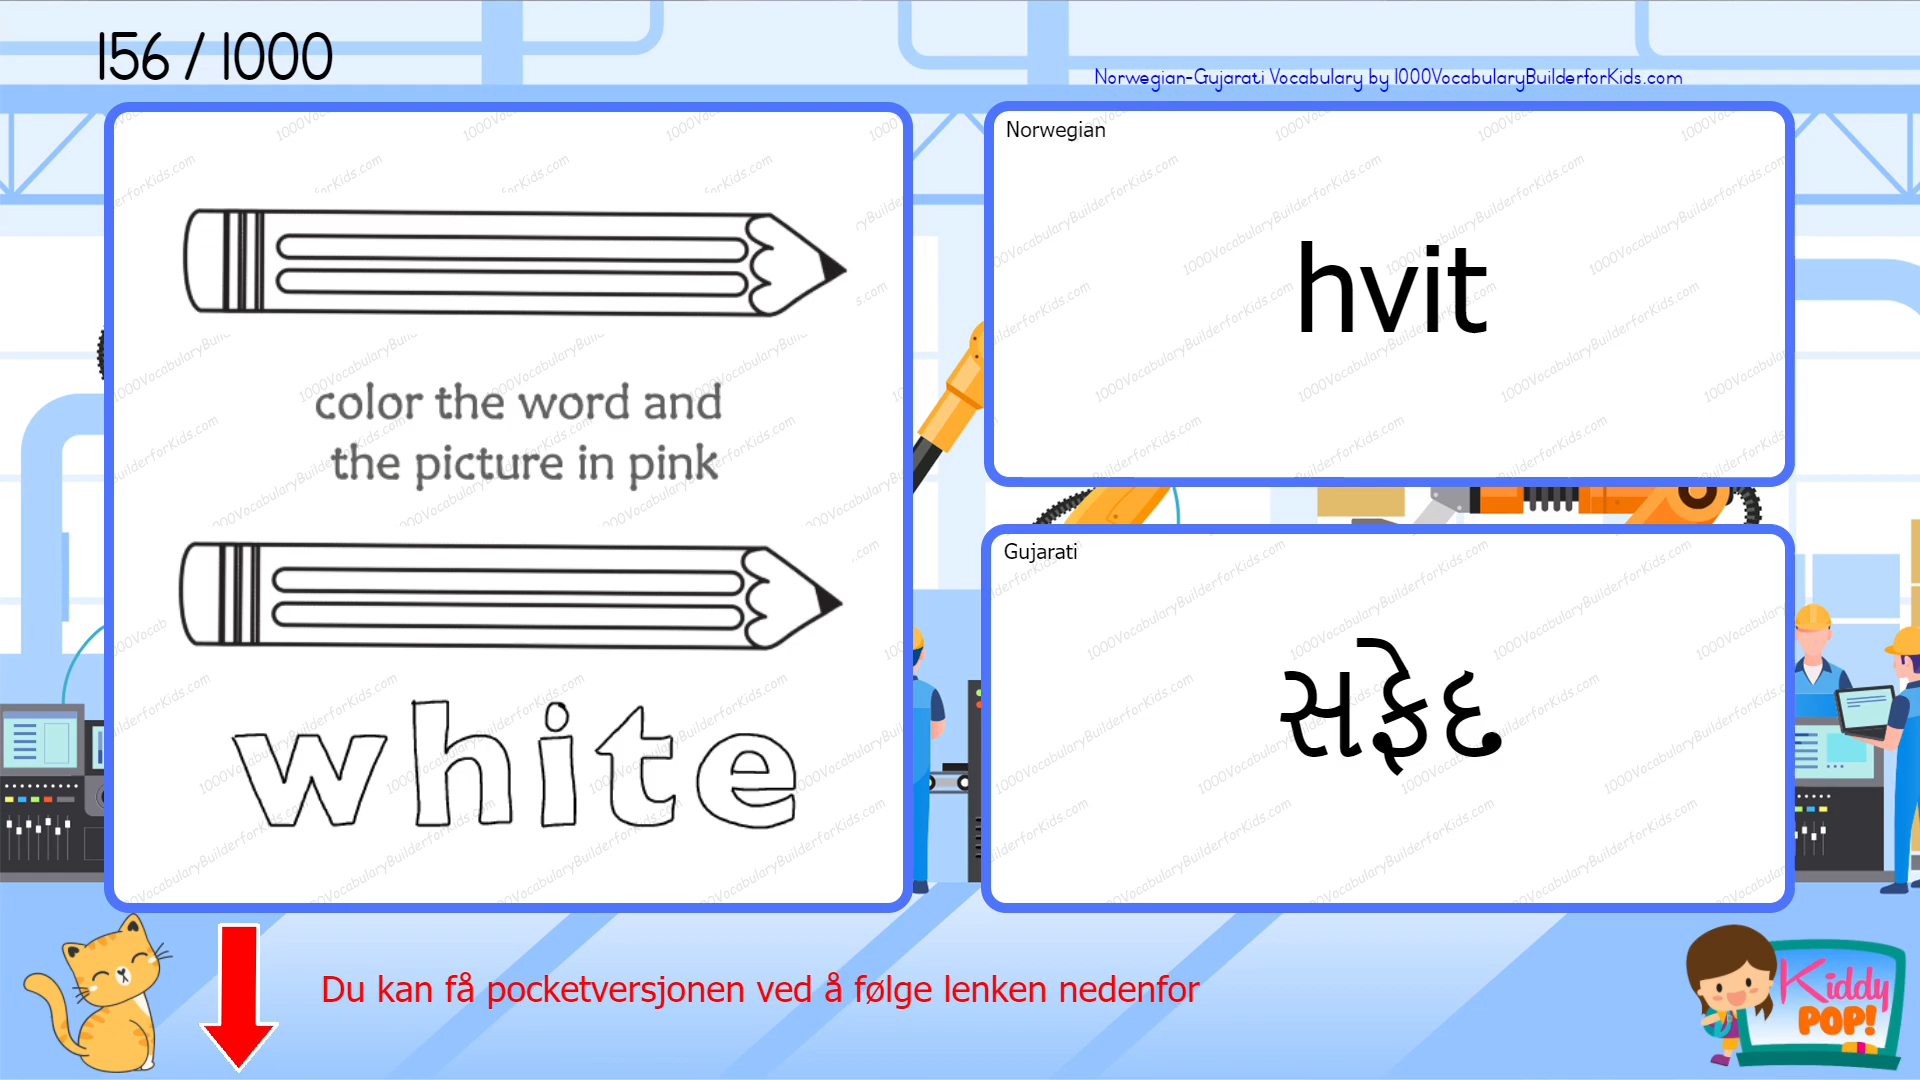 156 / 1000
Norwegian-Gujarati Vocabulary by 1000VocabularyBuilderforKids.com
color the word and
the picture in pink
white
Norwegian
hvit
Gujarati
સફેદ
Du kan få pocketversjonen ved å følge lenken nedenfor
Kiddy
POP!